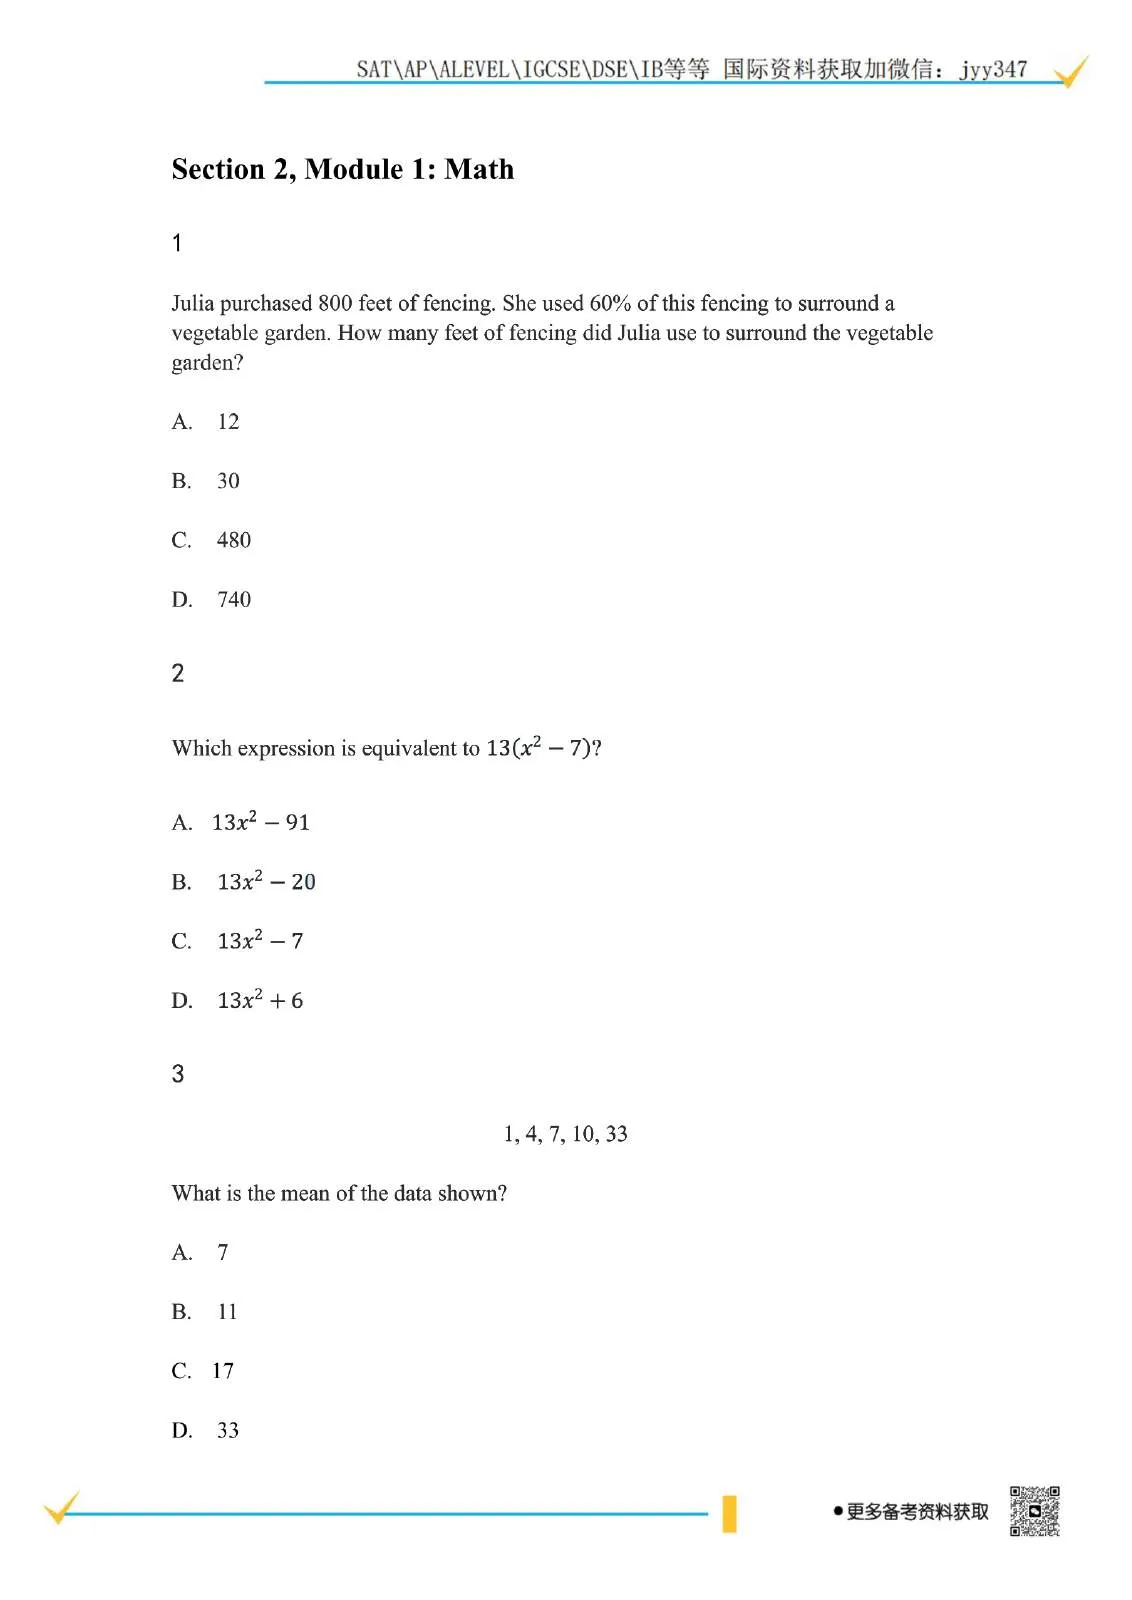 SAT\AP\ALEVEL\IGCSE\DSE\IB等等 国际资料获取加微信：jyy347
Section 2, Module 1: Math
1
Julia purchased 800 feet of fencing. She used 60% of this fencing to surround a
vegetable garden. How many feet of fencing did Julia use to surround the vegetable
garden?
A. 12
B. 30
C. 480
D. 740
2
Which expression is equivalent to 13(x² − 7)?
A. 13x² − 91
B. 13x² − 20
C. 13x² − 7
D. 13x² + 6
3
1, 4, 7, 10, 33
What is the mean of the data shown?
A. 7
B. 11
C. 17
D. 33
●更多备考资料获取